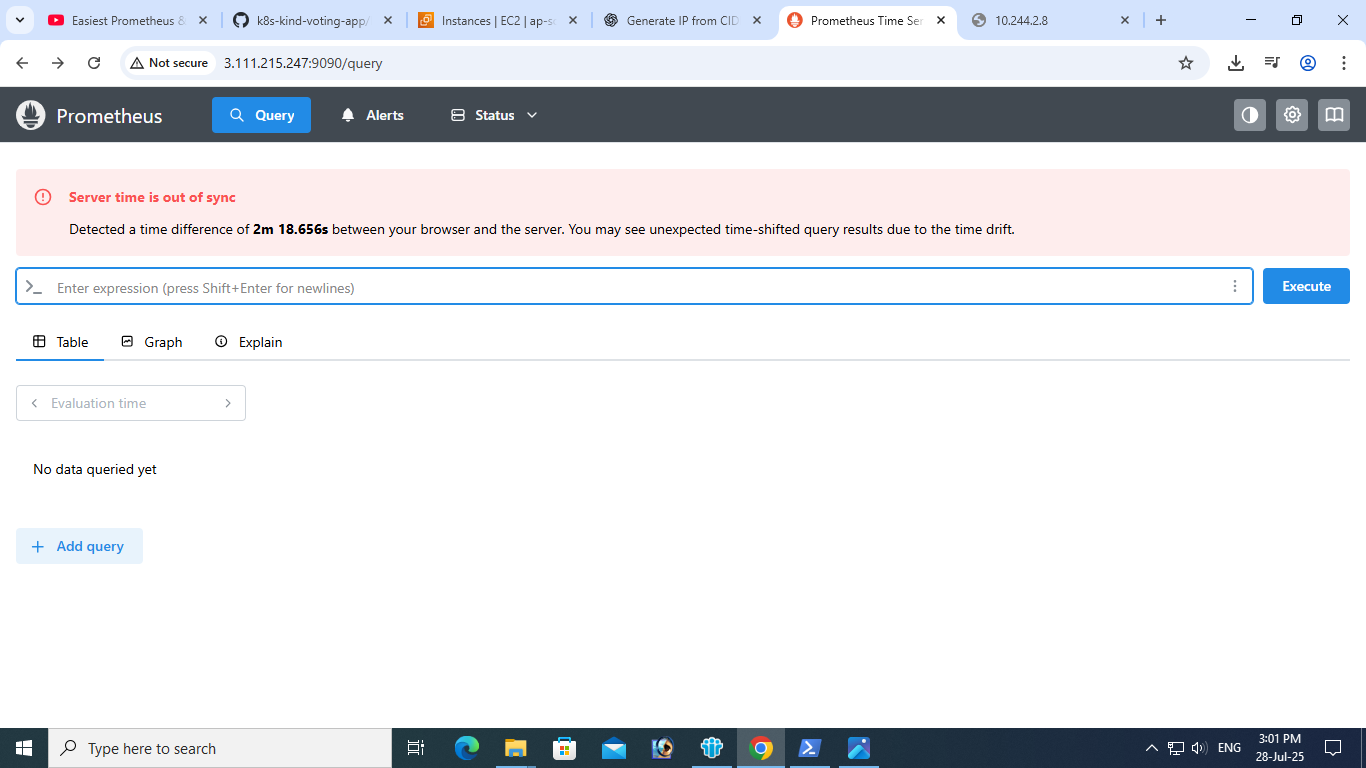 Easiest Prometheus &
k8s-kind-voting-app/
Instances | EC2 | ap-so
Generate IP from CID
Prometheus Time Ser
10.244.2.8
Not secure
3.111.215.247:9090/query
Prometheus
Query
Alerts
Status
Server time is out of sync
Detected a time difference of 2m 18.656s between your browser and the server. You may see unexpected time-shifted query results due to the time drift.
Enter expression (press Shift+Enter for newlines)
Execute
Table
Graph
Explain
Evaluation time
No data queried yet
Add query
Type here to search
ENG
3:01 PM
28-Jul-25